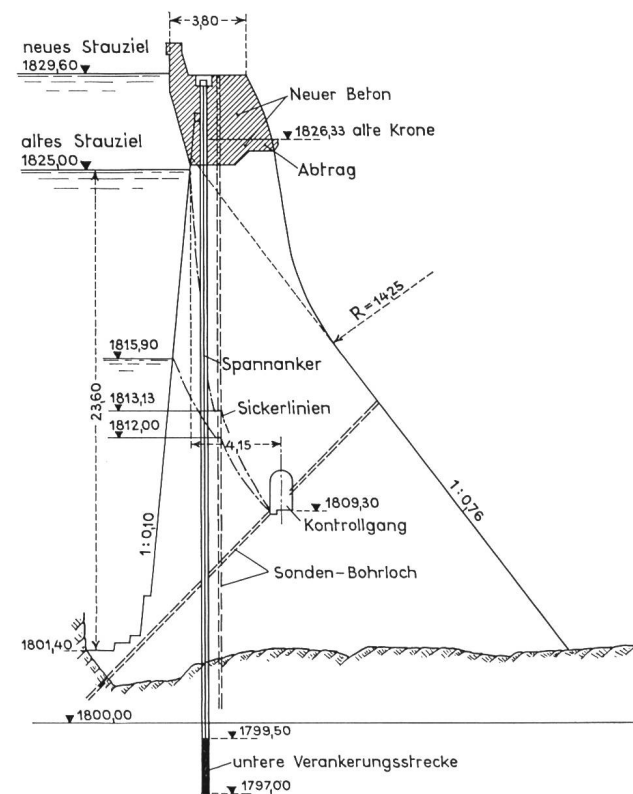 3,80
neues Stauziel
1829,60
Neuer Beton
1826,33 alte Krone
altes Stauziel
1825,00
Abtrag
R=14,25
1815,90
Spannanker
23,60
1813,13
Sickerlinien
1812,00
4,15
1:0,10
1809,30
Kontrollgang
1:0,76
Sonden-Bohrloch
1801,40
1800,00
1799,50
untere Verankerungsstrecke
1797,00